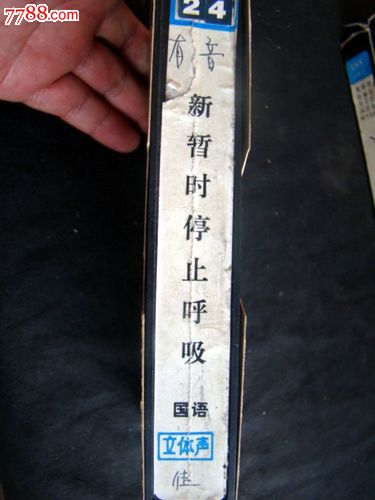 7788.com
24
有音
新暂时停止呼吸
国语
立体声
佳